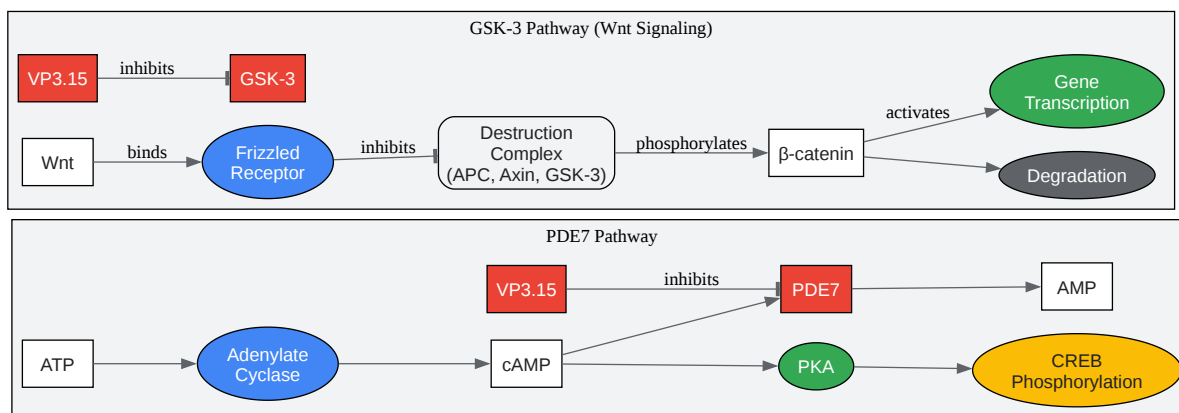 GSK-3 Pathway (Wnt Signaling)
VP3.15
inhibits
GSK-3
Wnt
binds
Frizzled
Receptor
inhibits
Destruction
Complex
(APC, Axin, GSK-3)
phosphorylates
β-catenin
activates
Gene
Transcription
Degradation
PDE7 Pathway
VP3.15
inhibits
PDE7
AMP
ATP
Adenylate
Cyclase
cAMP
PKA
CREB
Phosphorylation